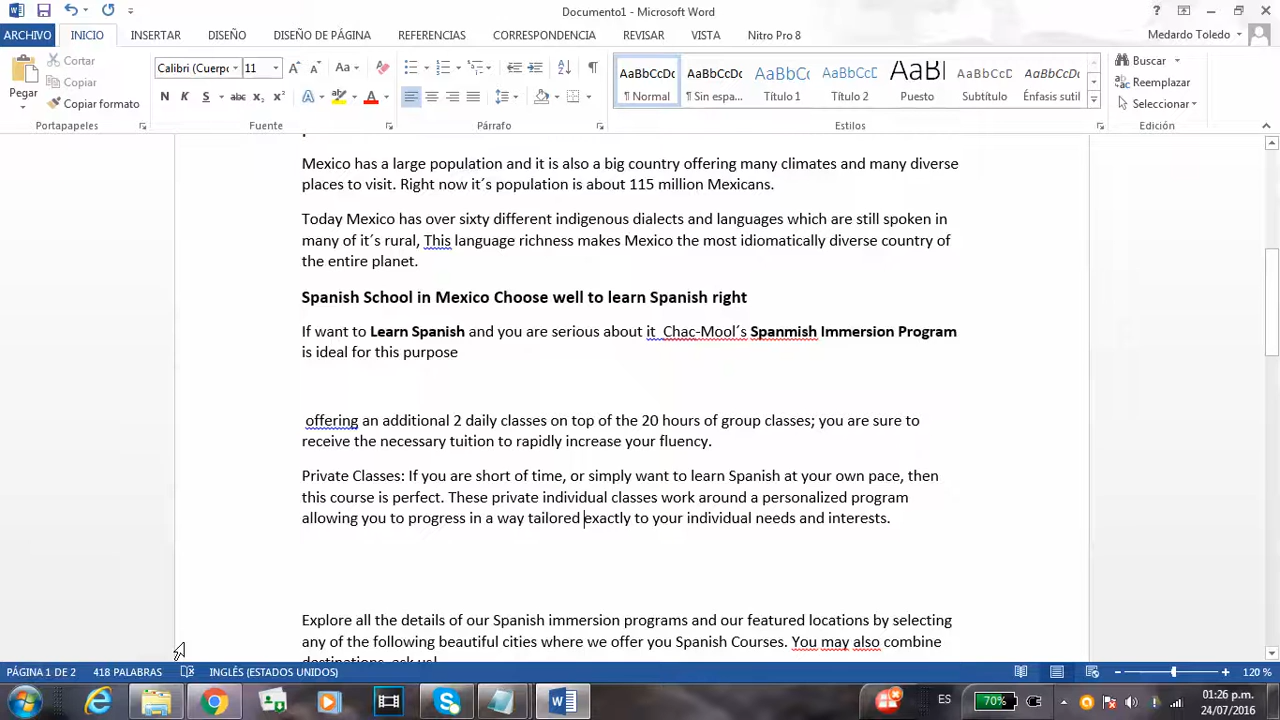 Documento1 - Microsoft Word
ARCHIVO INICIO INSERTAR DISEÑO DISEÑO DE PÁGINA REFERENCIAS CORRESPONDENCIA REVISAR VISTA Nitro Pro 8 Medardo Toledo
Pegar Cortar Copiar Copiar formato
Calibri (Cuerpo 11 Aa
N K S abc x₂ x² A A
AaBbCcDc AaBbCcDc AaBbCc AaBbCc AaBl AaBbCcD AaBbCcDc
¶ Normal ¶ Sin espa... Título 1 Título 2 Puesto Subtítulo Énfasis sutil
Buscar
Reemplazar
Seleccionar
Portapapeles Fuente Párrafo Estilos Edición
Mexico has a large population and it is also a big country offering many climates and many diverse
places to visit. Right now it´s population is about 115 million Mexicans.
Today Mexico has over sixty different indigenous dialects and languages which are still spoken in
many of it´s rural, This language richness makes Mexico the most idiomatically diverse country of
the entire planet.
Spanish School in Mexico Choose well to learn Spanish right
If want to Learn Spanish and you are serious about it  Chac-Mool´s Spanmish Immersion Program
is ideal for this purpose
offering an additional 2 daily classes on top of the 20 hours of group classes; you are sure to
receive the necessary tuition to rapidly increase your fluency.
Private Classes: If you are short of time, or simply want to learn Spanish at your own pace, then
this course is perfect. These private individual classes work around a personalized program
allowing you to progress in a way tailored exactly to your individual needs and interests.
Explore all the details of our Spanish immersion programs and our featured locations by selecting
any of the following beautiful cities where we offer you Spanish Courses. You may also combine
destinations, ask us!
PÁGINA 1 DE 2 418 PALABRAS INGLÉS (ESTADOS UNIDOS) 120 %
ES 70% 01:26 p.m.
24/07/2016